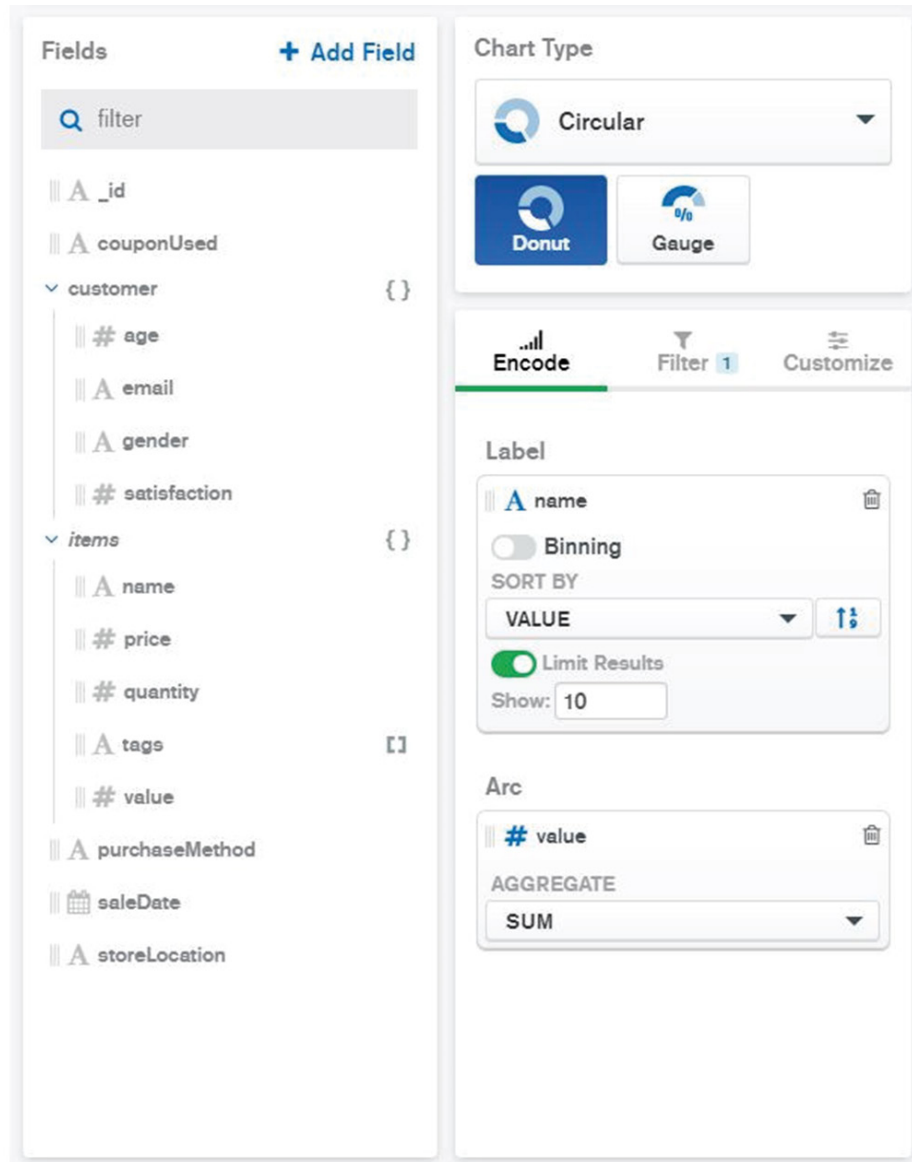 Fields + Add Field
filter
A _id
A couponUsed
customer { }
# age
A email
A gender
# satisfaction
items { }
A name
# price
# quantity
A tags [ ]
# value
A purchaseMethod
saleDate
A storeLocation
Chart Type
Circular
Donut
%
Gauge
Encode
Filter 1
Customize
Label
A name
Binning
SORT BY
VALUE
Limit Results
Show: 10
Arc
# value
AGGREGATE
SUM